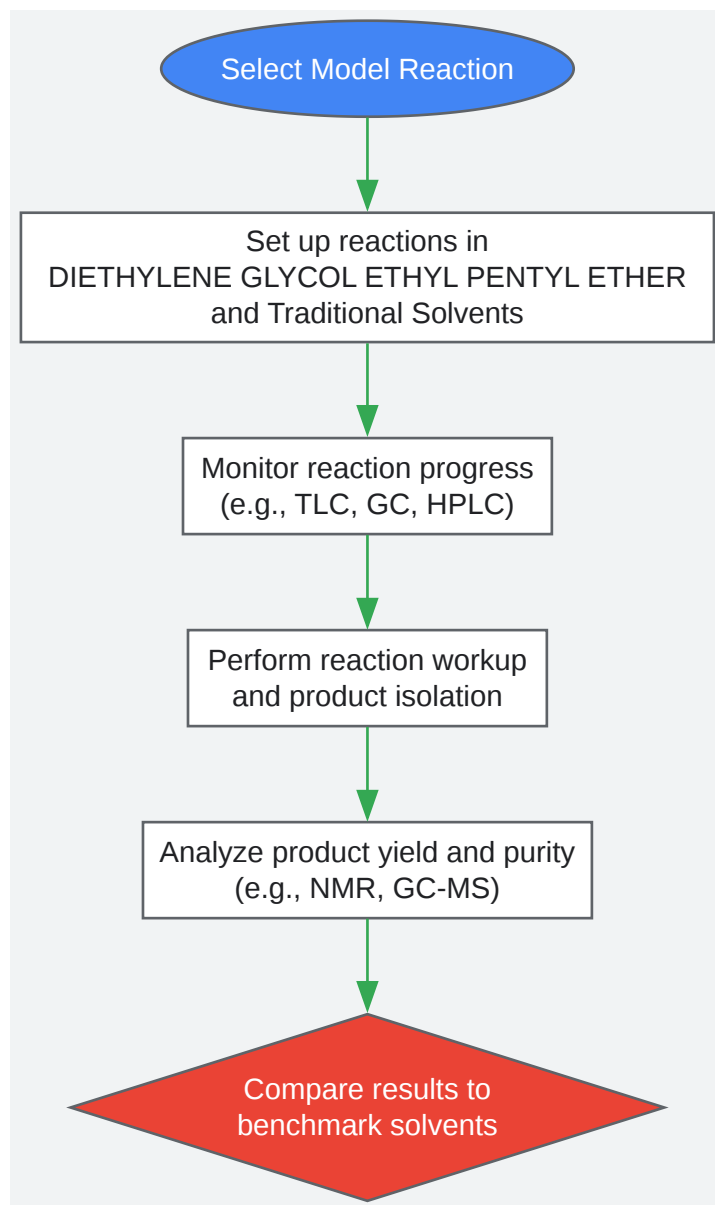 Select Model Reaction
Set up reactions in
DIETHYLENE GLYCOL ETHYL PENTYL ETHER
and Traditional Solvents
Monitor reaction progress
(e.g., TLC, GC, HPLC)
Perform reaction workup
and product isolation
Analyze product yield and purity
(e.g., NMR, GC-MS)
Compare results to
benchmark solvents